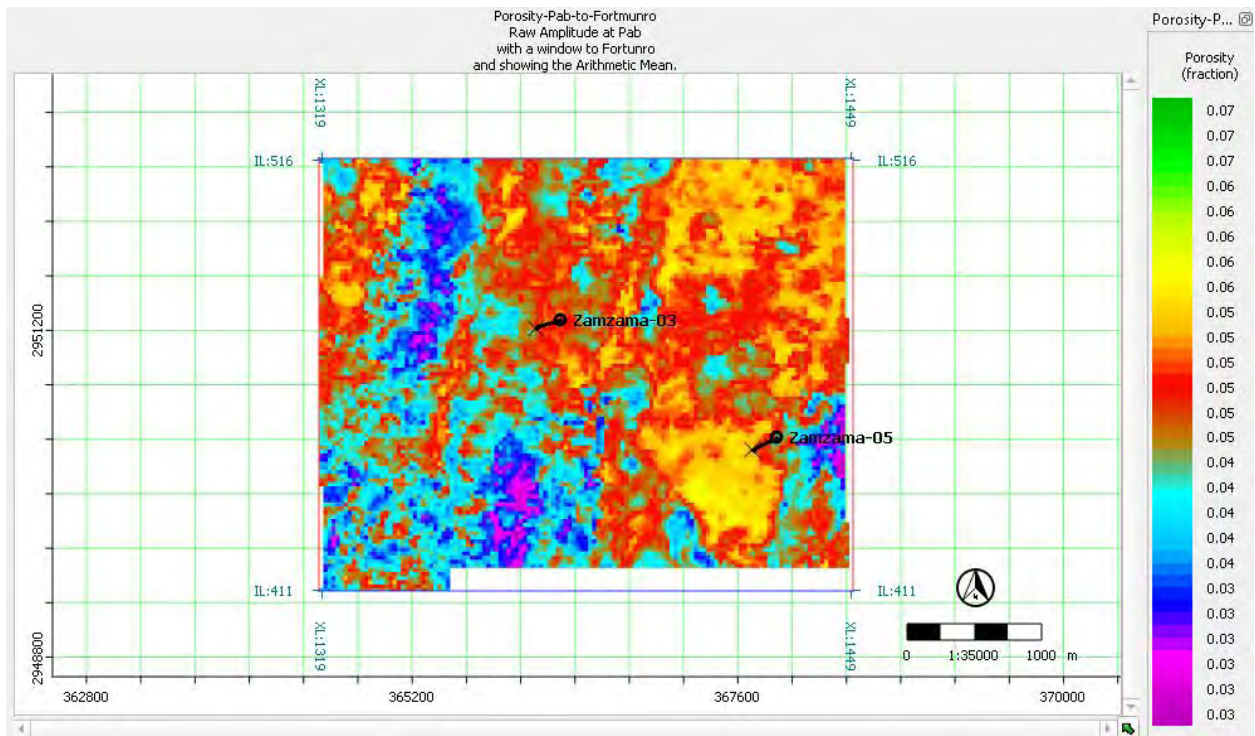 Porosity-Pab-to-Fortmunro
Raw Amplitude at Pab
with a window to Fortunro
and showing the Arithmetic Mean.
Porosity-P...
Porosity
(fraction)
0.07
0.07
0.07
0.06
0.06
0.06
0.06
0.06
0.05
0.05
0.05
0.05
0.05
0.05
0.04
0.04
0.04
0.04
0.03
0.03
0.03
0.03
0.03
0.03
XL:1319
XL:1449
IL:516
IL:516
2951200
Zamzama-03
Zamzama-05
IL:411
IL:411
XL:1319
XL:1449
2948800
0 1:35000 1000 m
362800
365200
367600
370000